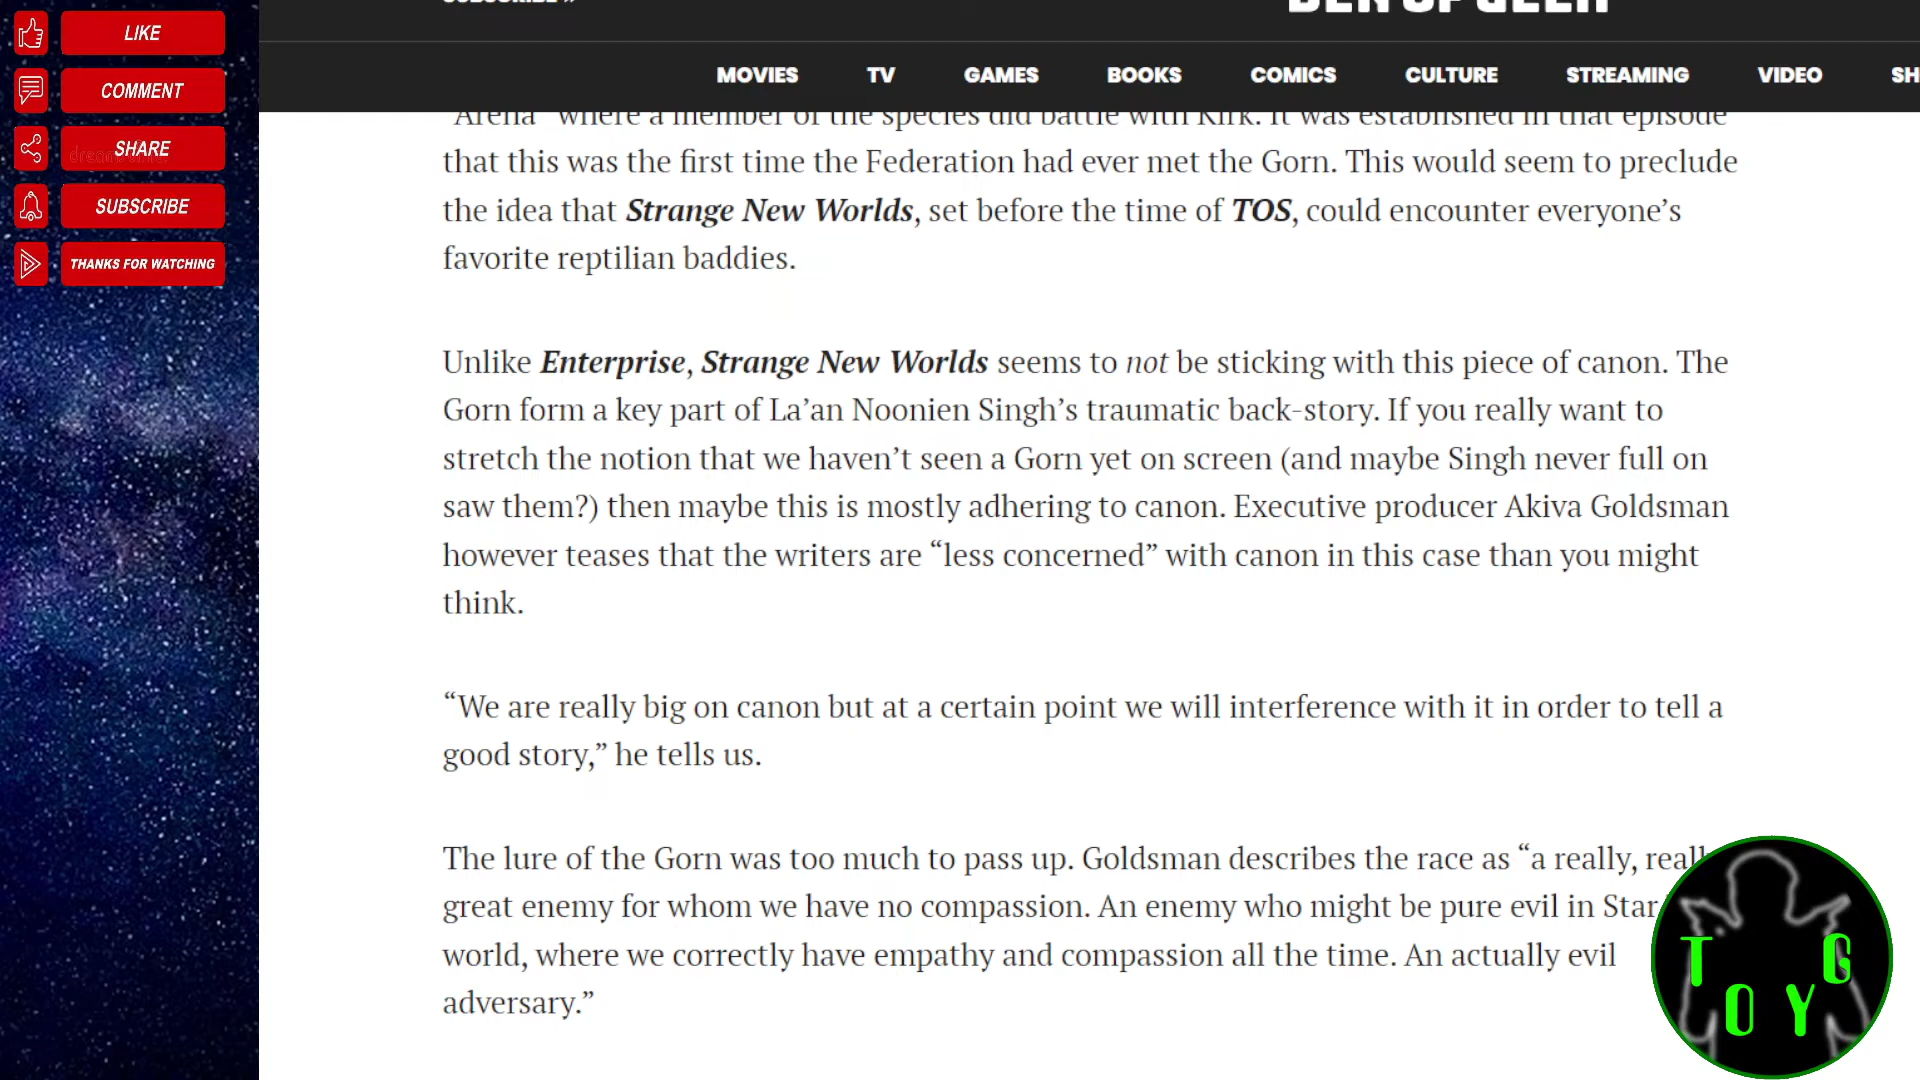 LIKE
COMMENT
SHARE
SUBSCRIBE
THANKS FOR WATCHING
SUBSCRIBE »
DEN OF GEEK
MOVIES TV GAMES BOOKS COMICS CULTURE STREAMING VIDEO SH
"Arena" where a member of the species did battle with Kirk. It was established in that episode
that this was the first time the Federation had ever met the Gorn. This would seem to preclude
the idea that Strange New Worlds, set before the time of TOS, could encounter everyone’s
favorite reptilian baddies.
Unlike Enterprise, Strange New Worlds seems to not be sticking with this piece of canon. The
Gorn form a key part of La’an Noonien Singh’s traumatic back-story. If you really want to
stretch the notion that we haven’t seen a Gorn yet on screen (and maybe Singh never full on
saw them?) then maybe this is mostly adhering to canon. Executive producer Akiva Goldsman
however teases that the writers are “less concerned” with canon in this case than you might
think.
“We are really big on canon but at a certain point we will interference with it in order to tell a
good story,” he tells us.
The lure of the Gorn was too much to pass up. Goldsman describes the race as “a really, really
great enemy for whom we have no compassion. An enemy who might be pure evil in Star
world, where we correctly have empathy and compassion all the time. An actually evil
adversary.”
T O Y G